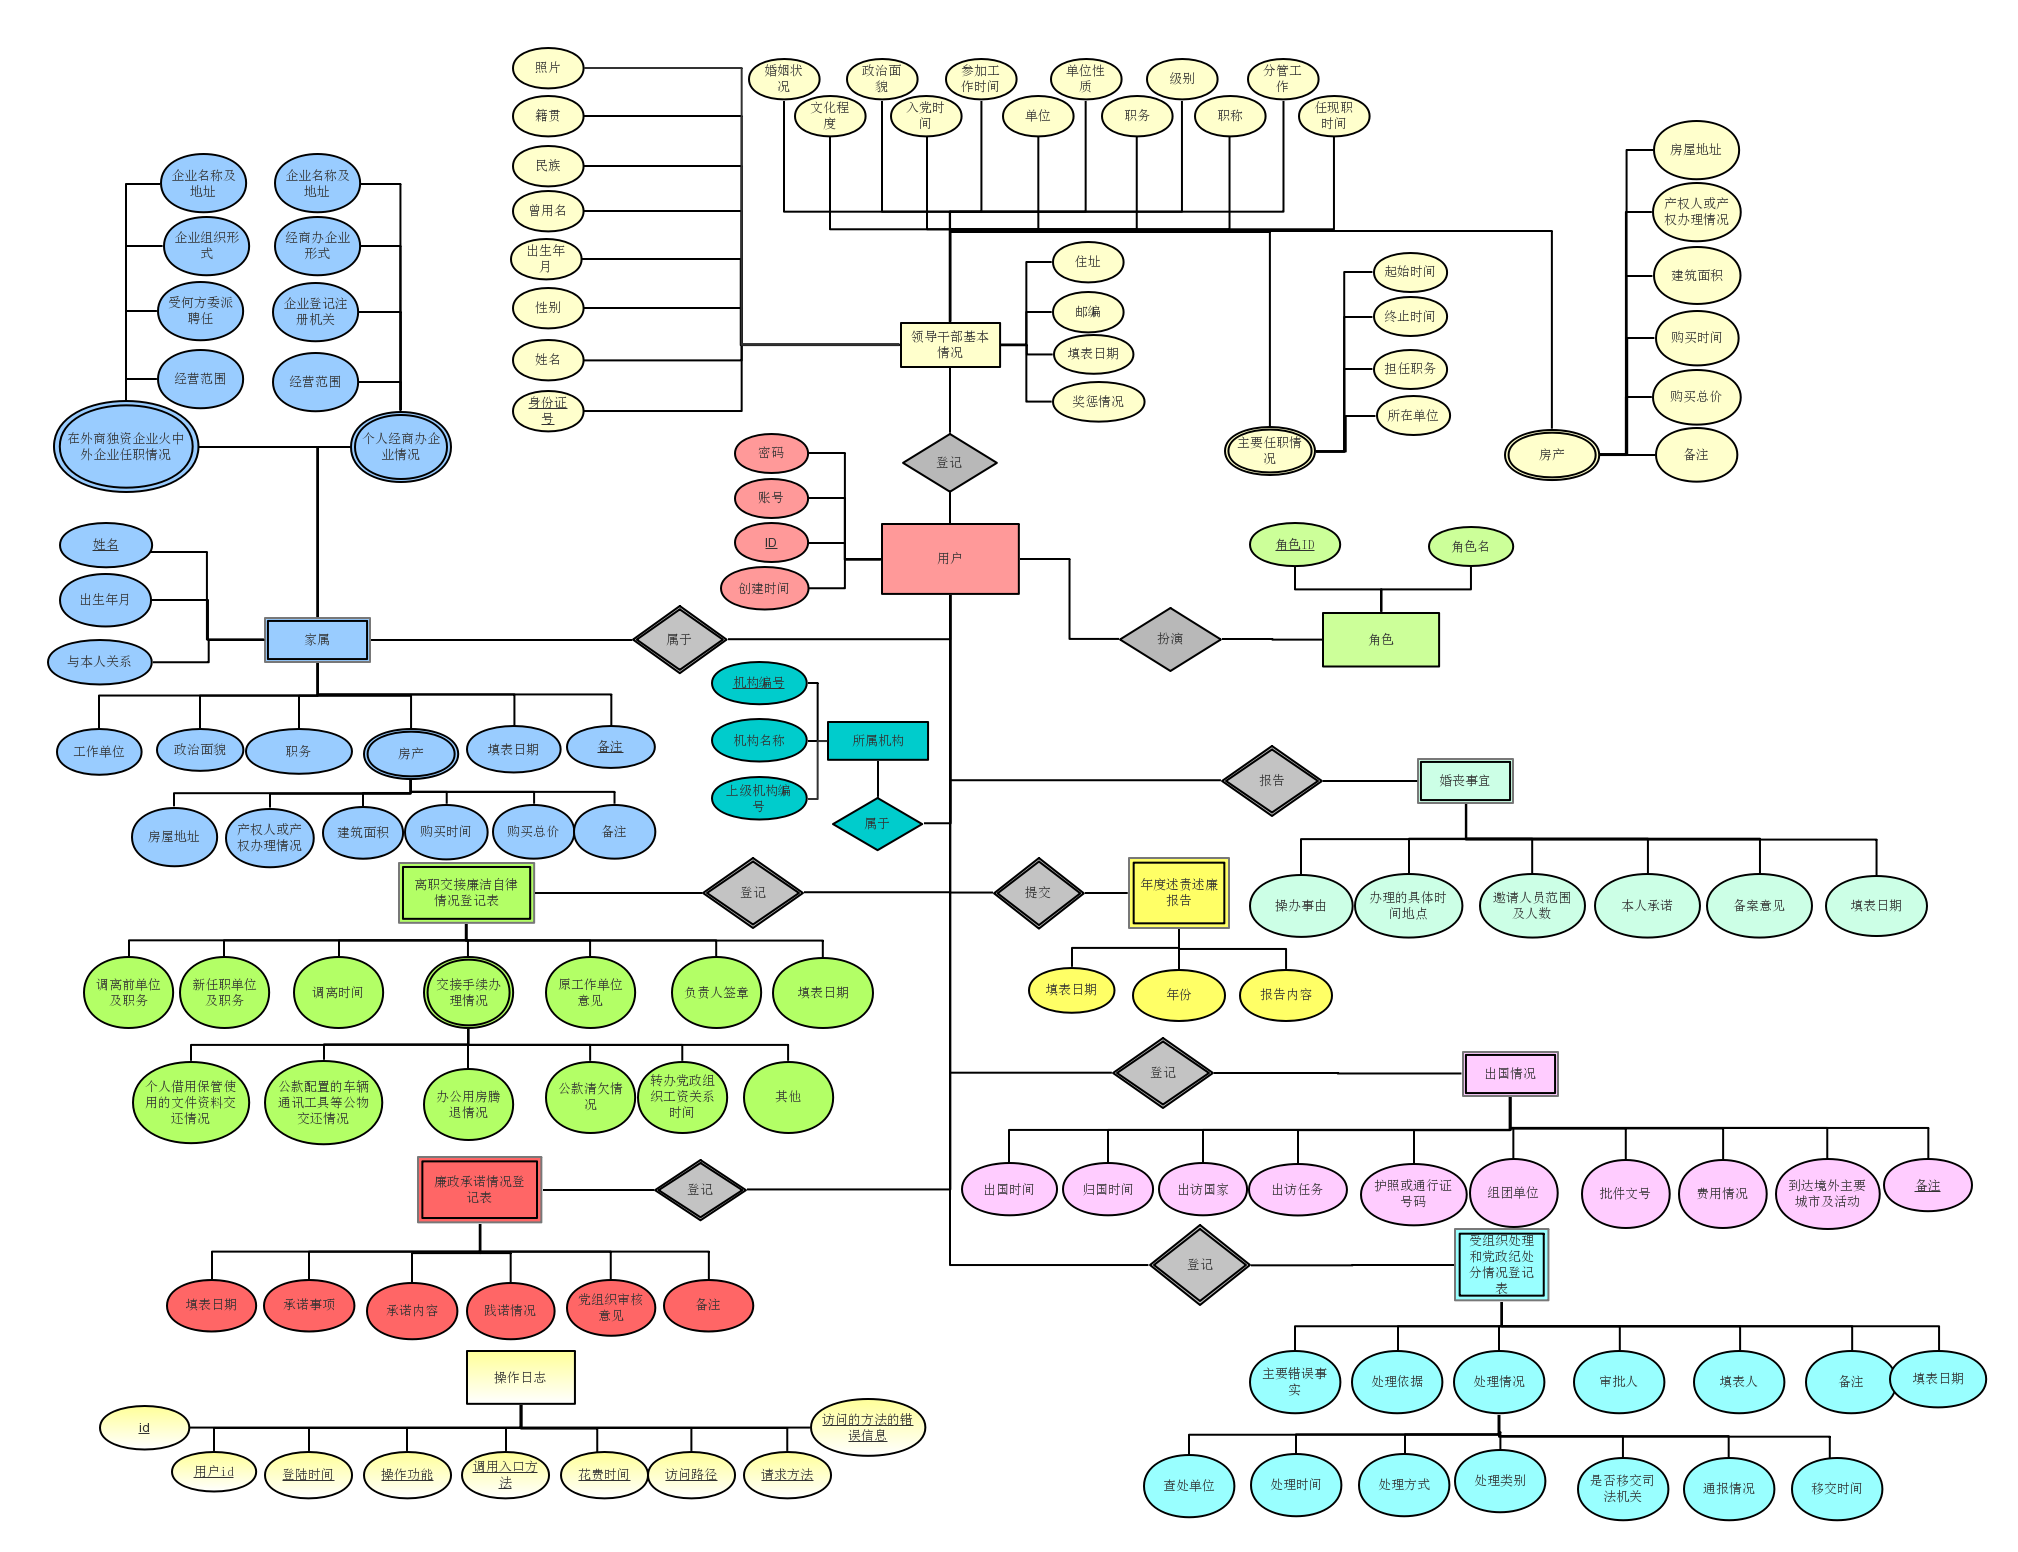 照片
籍贯
民族
曾用名
出生年
月
性别
姓名
身份证
号
婚姻状
况
政治面
貌
参加工
作时间
单位性
质
级别
分管工
作
文化程
度
入党时
间
单位
职务
职称
任现职
时间
住址
邮编
填表日期
奖惩情况
领导干部基本
情况
起始时间
终止时间
担任职务
所在单位
主要任职情
况
房屋地址
产权人或产
权办理情况
建筑面积
购买时间
购买总价
备注
房产
企业名称及
地址
企业组织形
式
受何方委派
聘任
经营范围
在外商独资企业火中
外企业任职情况
企业名称及
地址
经商办企业
形式
企业登记注
册机关
经营范围
个人经商办企
业情况
登记
密码
账号
ID
创建时间
用户
角色ID
角色名
角色
扮演
姓名
出生年月
与本人关系
家属
属于
工作单位
政治面貌
职务
房产
填表日期
备注
房屋地址
产权人或产
权办理情况
建筑面积
购买时间
购买总价
备注
机构编号
机构名称
上级机构编
号
所属机构
属于
报告
婚丧事宜
操办事由
办理的具体时
间地点
邀请人员范围
及人数
本人承诺
备案意见
填表日期
离职交接廉洁自律
情况登记表
登记
提交
年度述责述廉
报告
填表日期
年份
报告内容
调离前单位
及职务
新任职单位
及职务
调离时间
交接手续办
理情况
原工作单位
意见
负责人签章
填表日期
个人借用保管使
用的文件资料交
还情况
公款配置的车辆
通讯工具等公物
交还情况
办公用房腾
退情况
公款清欠情
况
转办党政组
织工资关系
时间
其他
登记
出国情况
出国时间
归国时间
出访国家
出访任务
护照或通行证
号码
组团单位
批件文号
费用情况
到达境外主要
城市及活动
备注
廉政承诺情况登
记表
登记
填表日期
承诺事项
承诺内容
践诺情况
党组织审核
意见
备注
登记
受组织处理
和党政纪处
分情况登记
表
主要错误事
实
处理依据
处理情况
审批人
填表人
备注
填表日期
查处单位
处理时间
处理方式
处理类别
是否移交司
法机关
通报情况
移交时间
操作日志
id
用户id
登陆时间
操作功能
调用入口方
法
花费时间
访问路径
请求方法
访问的方法的错
误信息